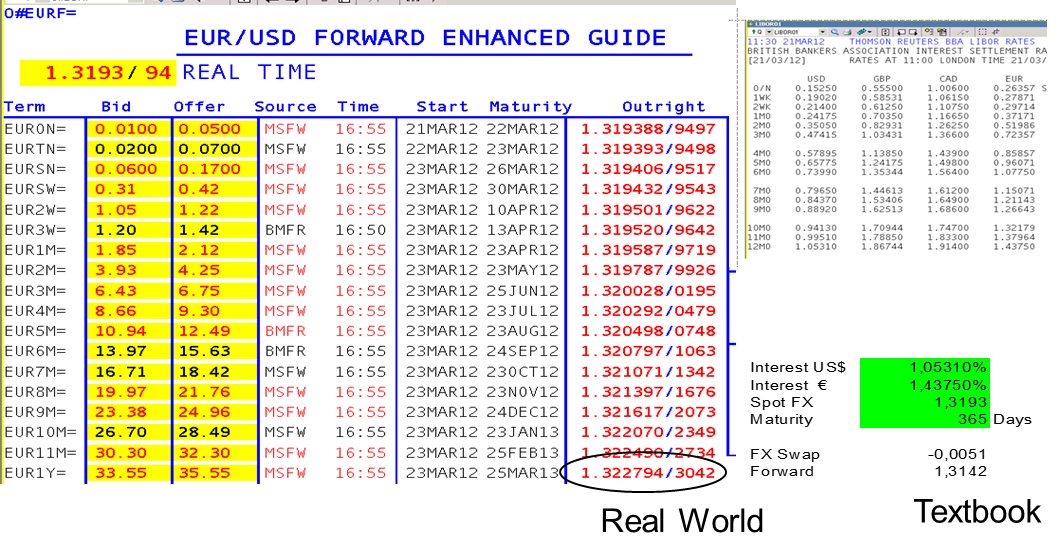 O#EURF=
EUR/USD FORWARD ENHANCED GUIDE
1.3193/ 94 REAL TIME
Term Bid Offer Source Time Start Maturity Outright
EURON= 0.0100 0.0500 MSFW 16:55 21MAR12 22MAR12 1.319388/9497
EURTN= 0.0200 0.0700 MSFW 16:55 22MAR12 23MAR12 1.319393/9498
EURSN= 0.0600 0.1700 MSFW 16:55 23MAR12 26MAR12 1.319406/9517
EURSW= 0.31 0.42 MSFW 16:55 23MAR12 30MAR12 1.319432/9543
EUR2W= 1.05 1.22 MSFW 16:55 23MAR12 10APR12 1.319501/9622
EUR3W= 1.20 1.42 BMFR 16:50 23MAR12 13APR12 1.319520/9642
EUR1M= 1.85 2.12 MSFW 16:55 23MAR12 23APR12 1.319587/9719
EUR2M= 3.93 4.25 MSFW 16:55 23MAR12 23MAY12 1.319787/9926
EUR3M= 6.43 6.75 MSFW 16:55 23MAR12 25JUN12 1.320028/0195
EUR4M= 8.66 9.30 MSFW 16:55 23MAR12 23JUL12 1.320292/0479
EUR5M= 10.94 12.49 BMFR 16:55 23MAR12 23AUG12 1.320498/0748
EUR6M= 13.97 15.63 BMFR 16:55 23MAR12 24SEP12 1.320797/1063
EUR7M= 16.71 18.42 MSFW 16:55 23MAR12 23OCT12 1.321071/1342
EUR8M= 19.97 21.76 MSFW 16:55 23MAR12 23NOV12 1.321397/1676
EUR9M= 23.38 24.96 MSFW 16:55 23MAR12 24DEC12 1.321617/2073
EUR10M= 26.70 28.49 MSFW 16:55 23MAR12 23JAN13 1.322070/2349
EUR11M= 30.30 32.30 MSFW 16:55 23MAR12 25FEB13 1.322490/2734
EUR1Y= 33.55 35.55 MSFW 16:55 23MAR12 25MAR13 1.322794/3042
Real World
LIBOR01
11:30 21MAR12 THOMSON REUTERS BBA LIBOR RATES
BRITISH BANKERS ASSOCIATION INTEREST SETTLEMENT RA
[21/03/12] RATES AT 11:00 LONDON TIME 21/03/
USD GBP CAD EUR
O/N 0.15250 0.55500 1.00600 0.26357 S
1WK 0.19020 0.58531 1.06150 0.27871
2WK 0.21400 0.61250 1.10750 0.29714
1MO 0.24175 0.70350 1.16650 0.37171
2MO 0.35050 0.82931 1.26250 0.51986
3MO 0.47415 1.03431 1.36600 0.72357
4MO 0.57895 1.13850 1.43900 0.85857
5MO 0.65775 1.24175 1.49800 0.96071
6MO 0.73990 1.35344 1.56400 1.07750
7MO 0.79650 1.44613 1.61200 1.15071
8MO 0.84370 1.53406 1.64900 1.21143
9MO 0.88920 1.62513 1.68600 1.26643
10MO 0.94130 1.70944 1.74700 1.32179
11MO 0.99510 1.78850 1.83300 1.37964
12MO 1.05310 1.86744 1.91400 1.43750
Interest US$ 1,05310%
Interest € 1,43750%
Spot FX 1,3193
Maturity 365 Days
FX Swap -0,0051
Forward 1,3142
Textbook